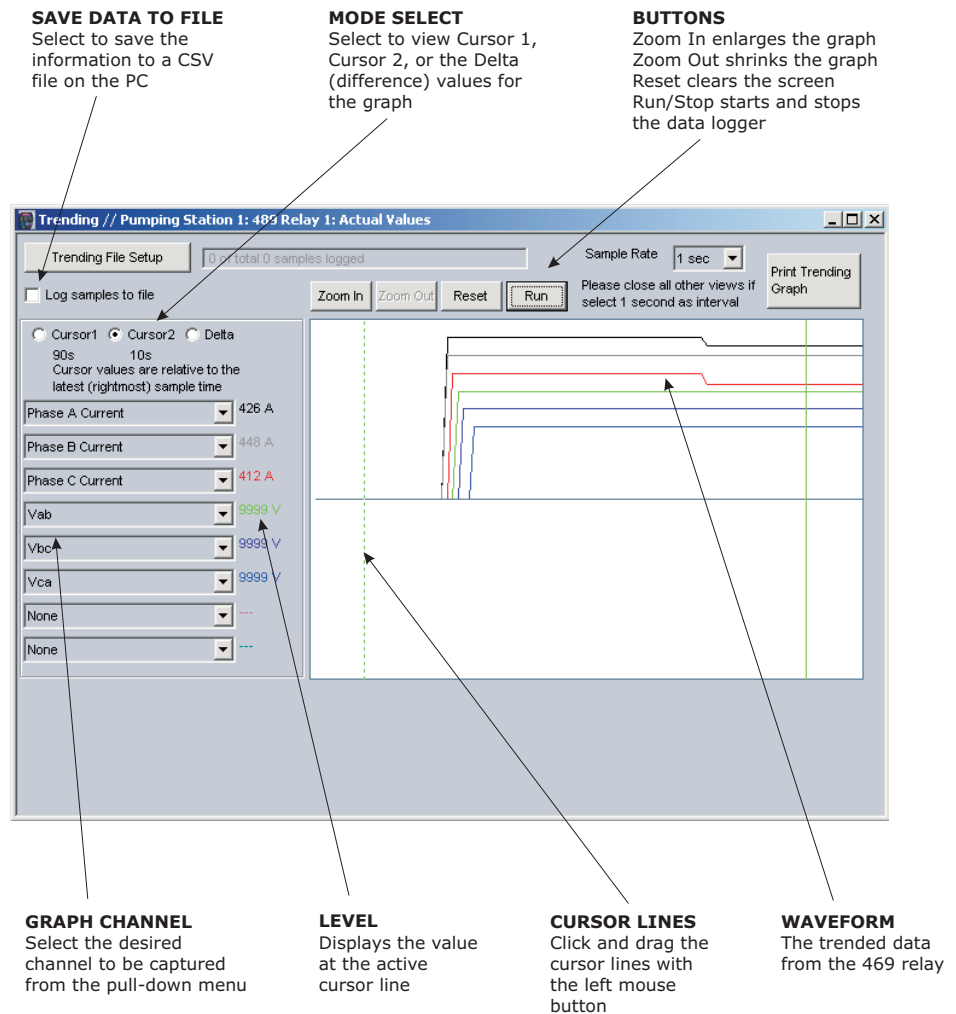 SAVE DATA TO FILE
Select to save the
information to a CSV
file on the PC
MODE SELECT
Select to view Cursor 1,
Cursor 2, or the Delta
(difference) values for
the graph
BUTTONS
Zoom In enlarges the graph
Zoom Out shrinks the graph
Reset clears the screen
Run/Stop starts and stops
the data logger
Trending // Pumping Station 1: 489 Relay 1: Actual Values
Trending File Setup
0 of total 0 samples logged
Sample Rate
1 sec
Print Trending
Graph
Log samples to file
Zoom In
Zoom Out
Reset
Run
Please close all other views if
select 1 second as interval
Cursor1 Cursor2 Delta
90s 10s
Cursor values are relative to the
latest (rightmost) sample time
Phase A Current 426 A
Phase B Current 448 A
Phase C Current 412 A
Vab 9999 V
Vbc 9999 V
Vca 9999 V
None ---
None ---
GRAPH CHANNEL
Select the desired
channel to be captured
from the pull-down menu
LEVEL
Displays the value
at the active
cursor line
CURSOR LINES
Click and drag the
cursor lines with
the left mouse
button
WAVEFORM
The trended data
from the 469 relay